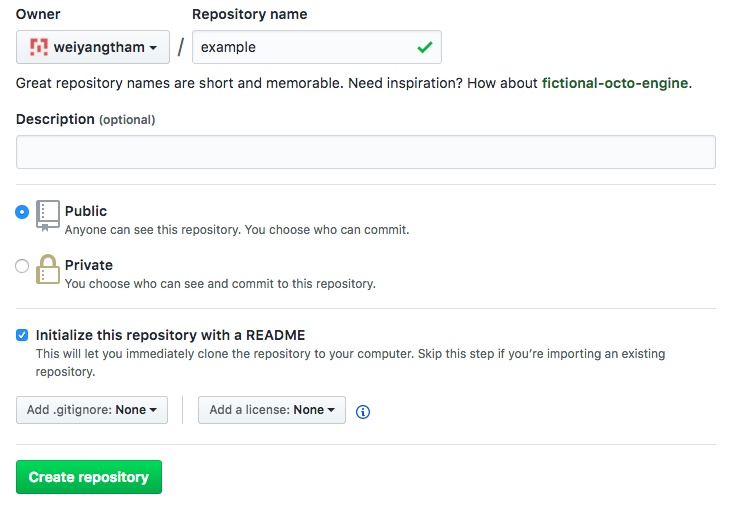 Owner Repository name
weiyangtham / example
Great repository names are short and memorable. Need inspiration? How about fictional-octo-engine.
Description (optional)
Public
Anyone can see this repository. You choose who can commit.
Private
You choose who can see and commit to this repository.
Initialize this repository with a README
This will let you immediately clone the repository to your computer. Skip this step if you’re importing an existing
repository.
Add .gitignore: None Add a license: None
Create repository